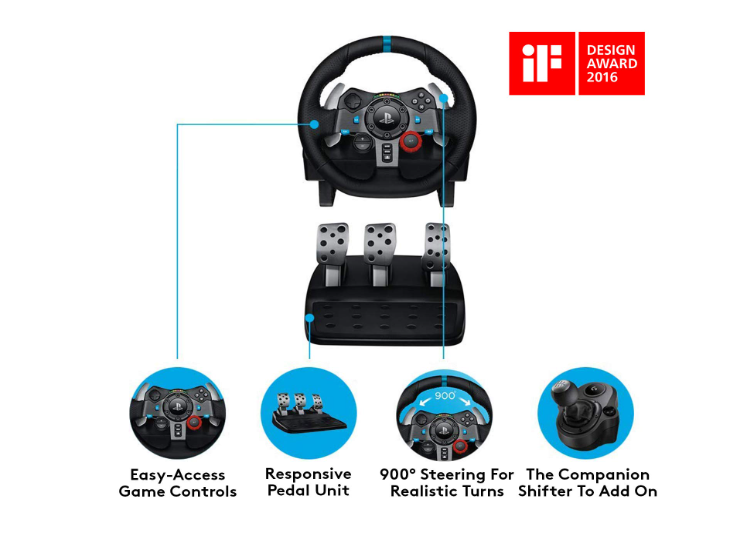 iF
DESIGN
AWARD
2016
900°
Easy-Access
Game Controls
Responsive
Pedal Unit
900° Steering For
Realistic Turns
The Companion
Shifter To Add On